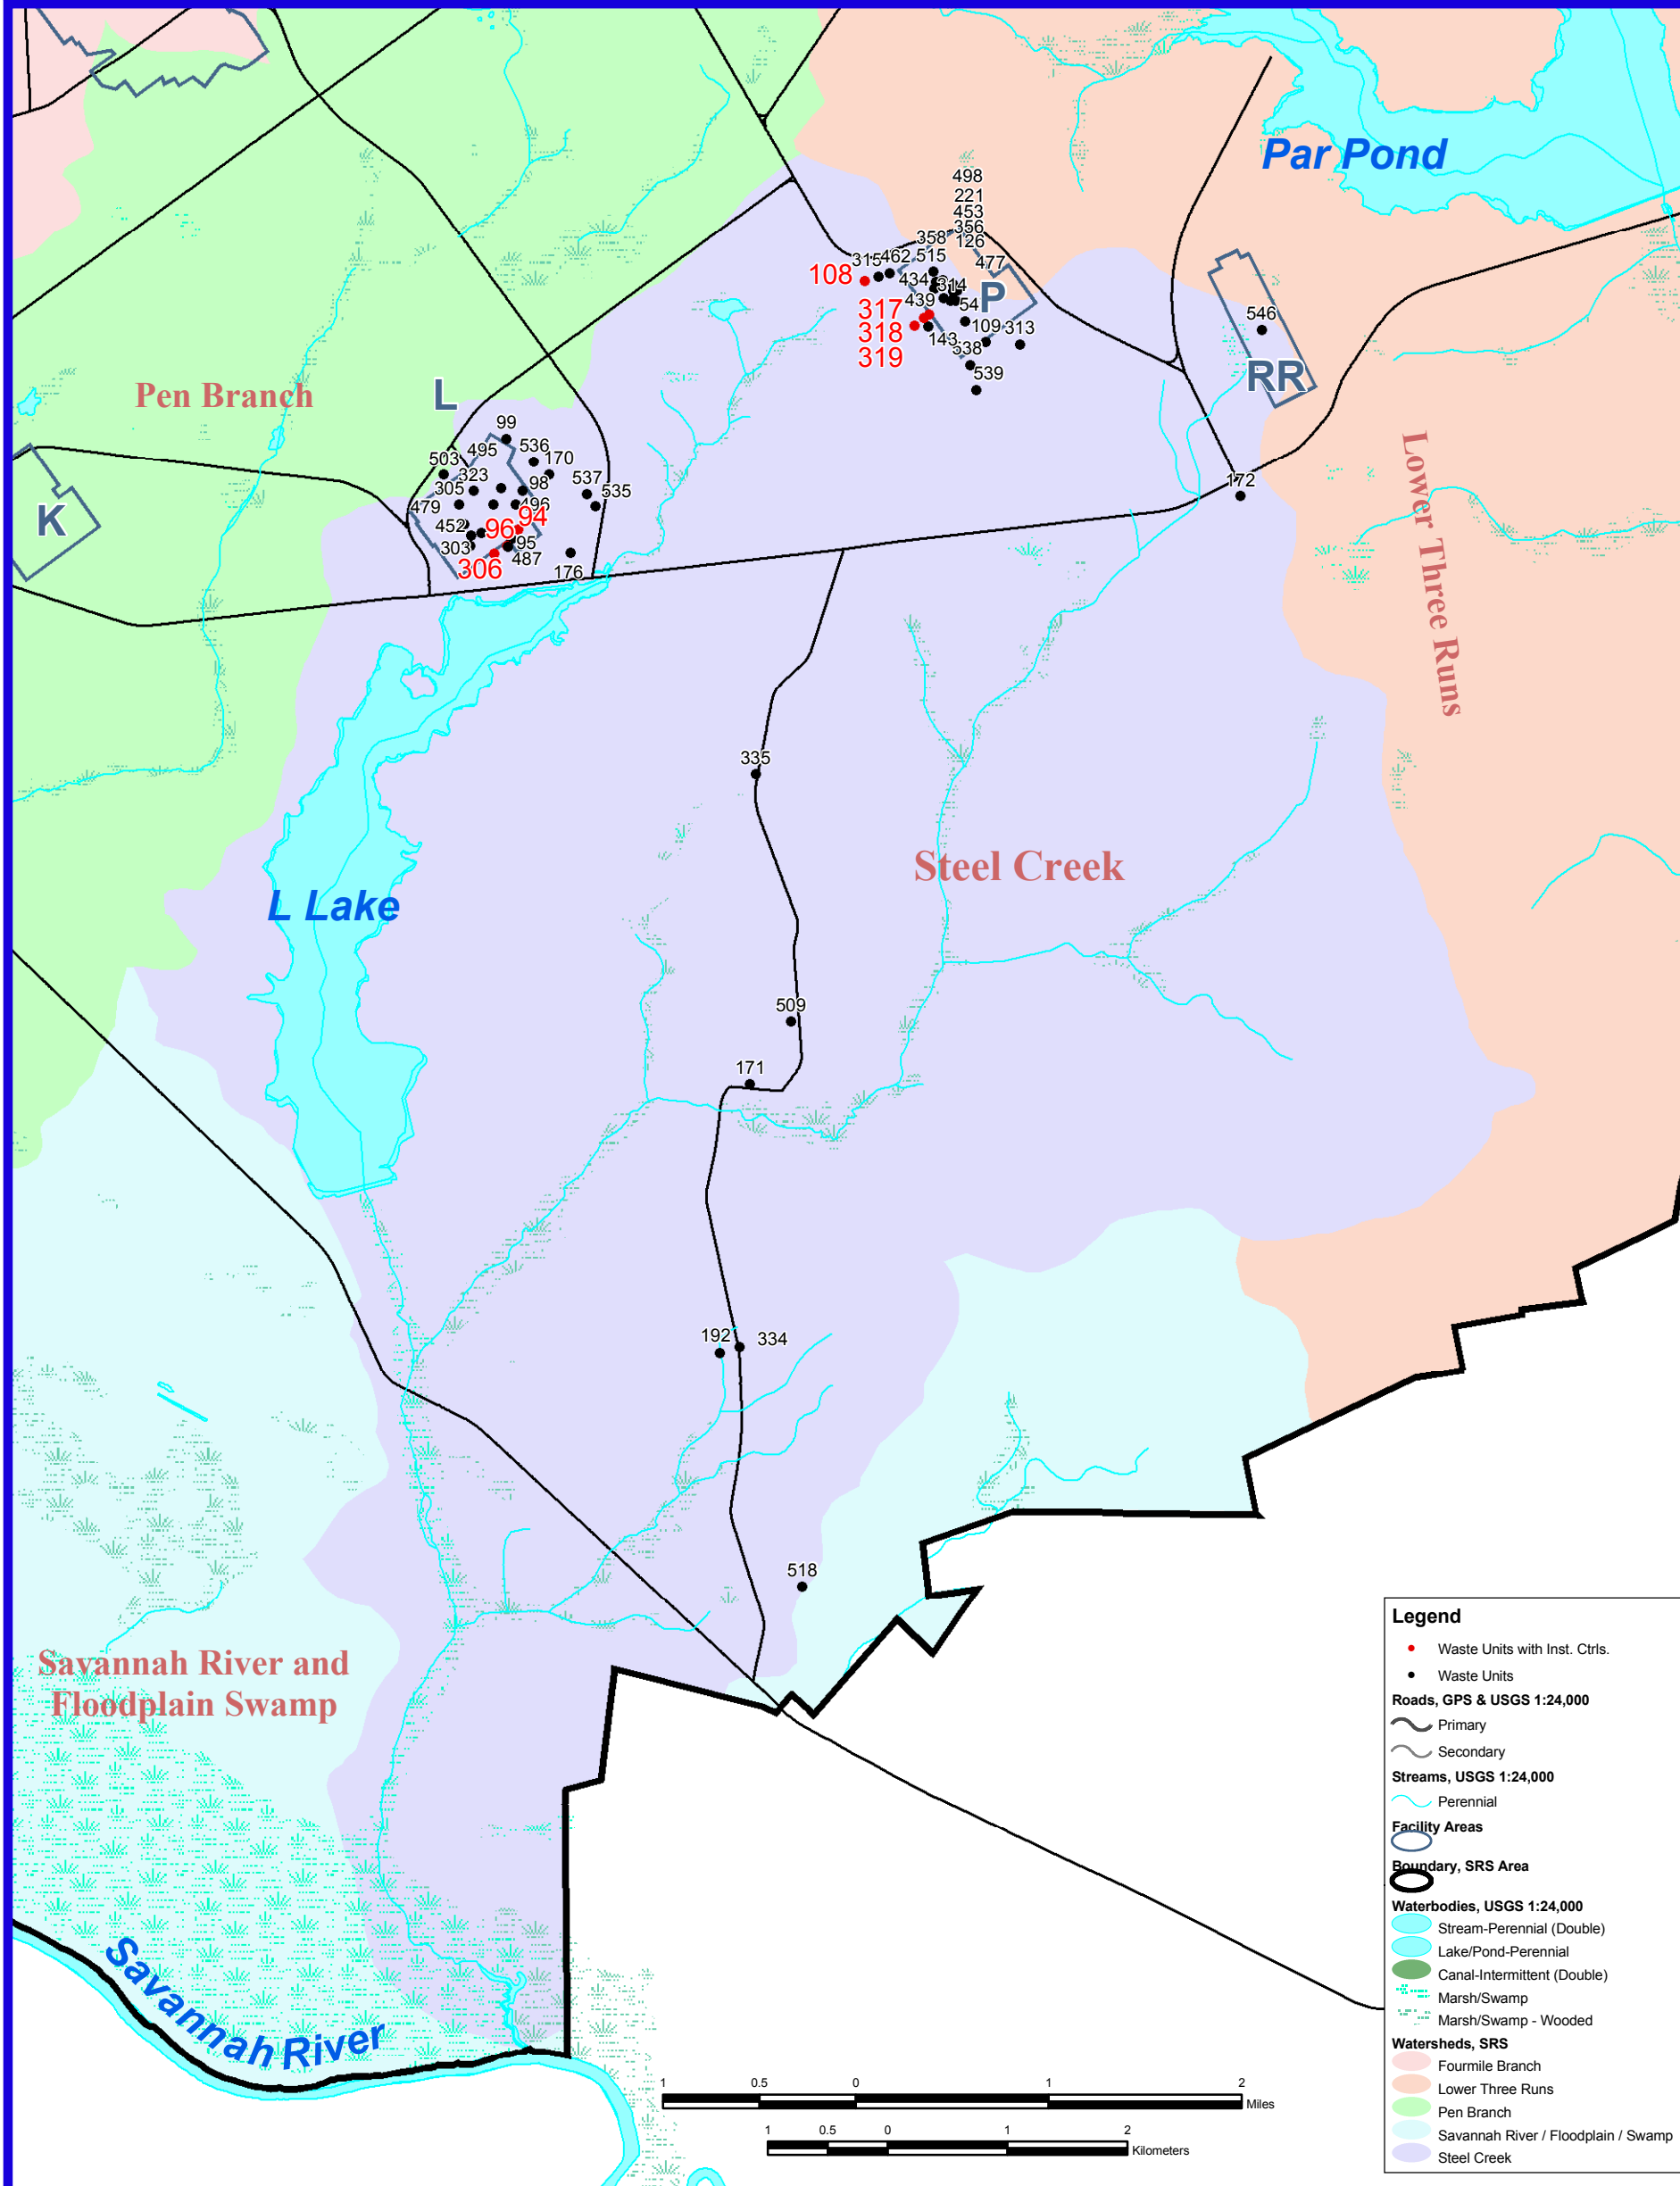 Par Pond
498
221
453
356
126
358
515
477
315
462
108
434
314
P
439
54
317
318
319
109
313
143
538
539
546
RR
Pen Branch
L
99
495
536
170
503
323
98
537
305
535
479
496
K
452
94
96
303
95
487
306
176
172
Lower Three Runs
335
Steel Creek
L Lake
509
171
192
334
518
Savannah River and
Floodplain Swamp
Savannah River
Legend
Waste Units with Inst. Ctrls.
Waste Units
Roads, GPS & USGS 1:24,000
Primary
Secondary
Streams, USGS 1:24,000
Perennial
Facility Areas
Boundary, SRS Area
Waterbodies, USGS 1:24,000
Stream-Perennial (Double)
Lake/Pond-Perennial
Canal-Intermittent (Double)
Marsh/Swamp
Marsh/Swamp - Wooded
Watersheds, SRS
Fourmile Branch
Lower Three Runs
Pen Branch
Savannah River / Floodplain / Swamp
Steel Creek
1 0.5 0 1 2
Miles
1 0.5 0 1 2
Kilometers